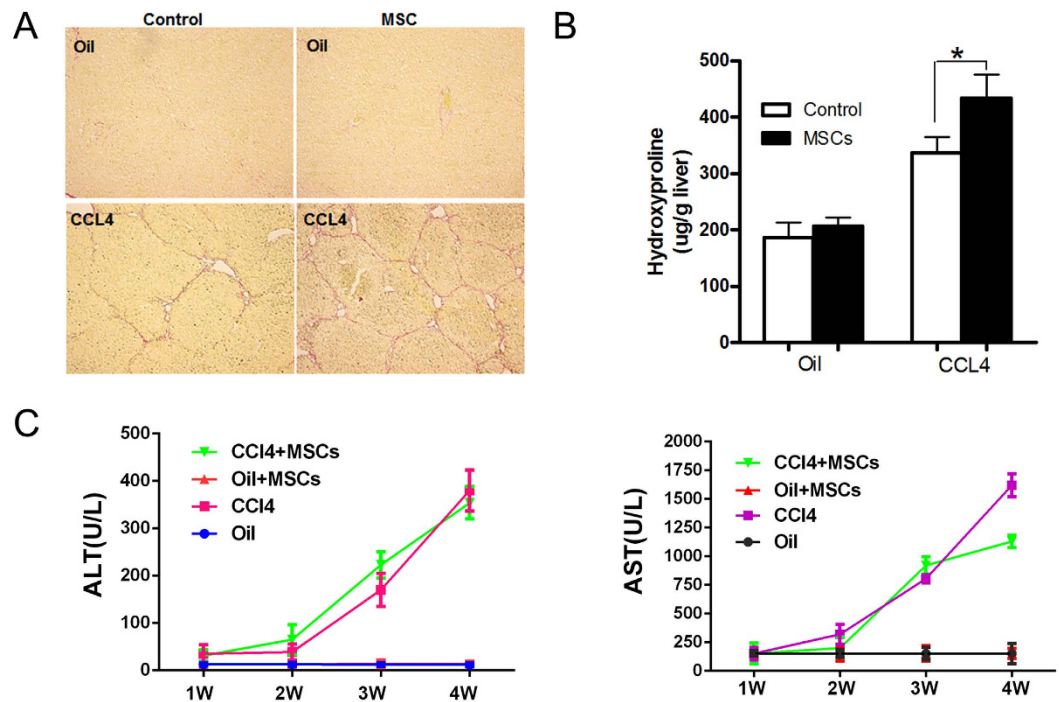 A
Control
MSC
Oil
Oil
CCL4
CCL4
B
500
400
300
200
100
0
Hydroxyproline
(ug/g liver)
Control
MSCs
*
Oil
CCL4
C
500
400
300
200
100
0
ALT(U/L)
CCl4+MSCs
Oil+MSCs
CCl4
Oil
1W
2W
3W
4W
2000
1750
1500
1250
1000
750
500
250
0
AST(U/L)
CCl4+MSCs
Oil+MSCs
CCl4
Oil
1W
2W
3W
4W